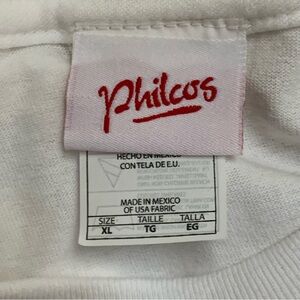 Philcos
HECHO EN MEXICO
CON TELA DE E.U.
MADE IN MEXICO
OF USA FABRIC
SIZE TAILLE TALLA
XL TG EG